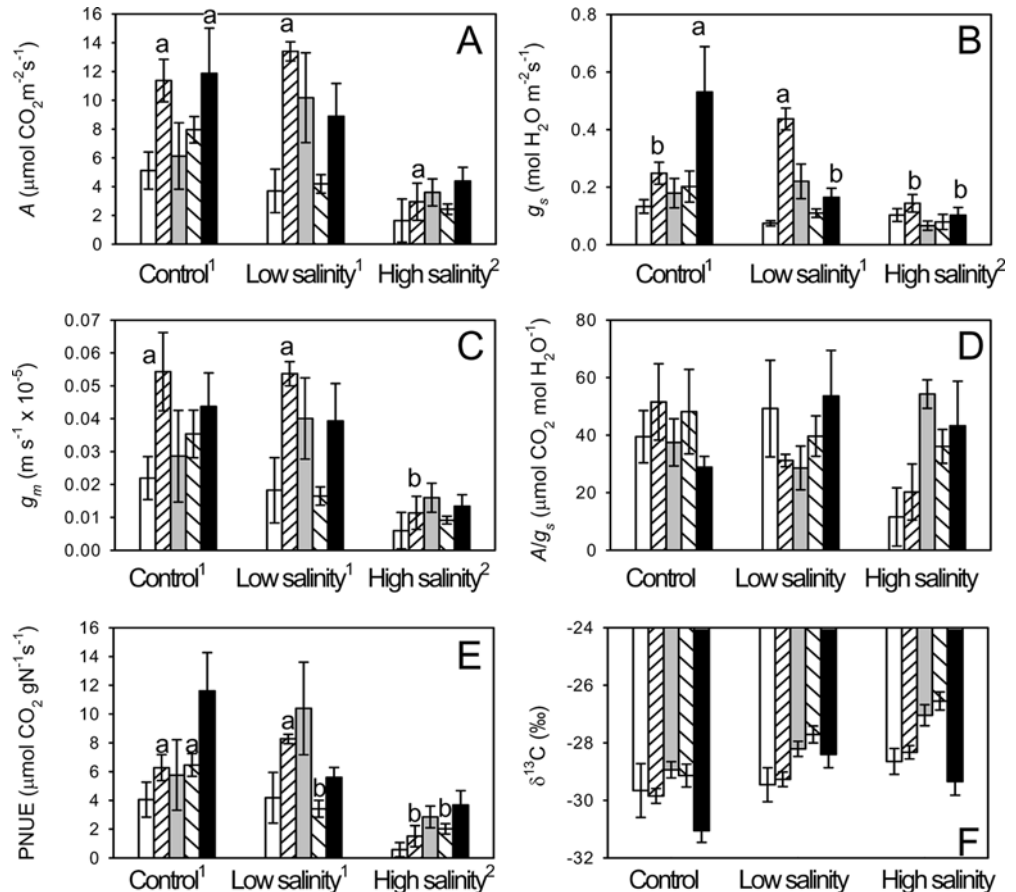 A
A (μmol CO₂m⁻²s⁻¹)
16
14
12
10
8
6
4
2
0
a
a
a
a
Control¹
Low salinity¹
High salinity²
B
gₛ (mol H₂O m⁻²s⁻¹)
0.8
0.6
0.4
0.2
0.0
b
a
a
b
b
b
Control¹
Low salinity¹
High salinity²
C
gₘ (m s⁻¹ x 10⁻⁵)
0.07
0.06
0.05
0.04
0.03
0.02
0.01
0.00
a
a
b
Control¹
Low salinity¹
High salinity²
D
A/gₛ (μmol CO₂ mol H₂O⁻¹)
80
60
40
20
0
Control
Low salinity
High salinity
E
PNUE (μmol CO₂ gN⁻¹s⁻¹)
16
14
12
10
8
6
4
2
0
a
a
a
b
b
b
Control¹
Low salinity¹
High salinity²
F
δ¹³C (‰)
-24
-26
-28
-30
-32
Control
Low salinity
High salinity